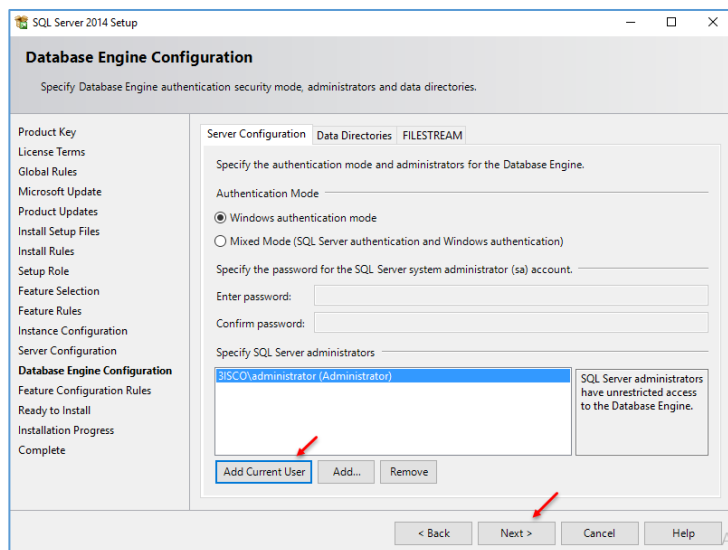 SQL Server 2014 Setup
Database Engine Configuration
Specify Database Engine authentication security mode, administrators and data directories.
Product Key
License Terms
Global Rules
Microsoft Update
Product Updates
Install Setup Files
Install Rules
Setup Role
Feature Selection
Feature Rules
Instance Configuration
Server Configuration
Database Engine Configuration
Feature Configuration Rules
Ready to Install
Installation Progress
Complete
Server Configuration Data Directories FILESTREAM
Specify the authentication mode and administrators for the Database Engine.
Authentication Mode
Windows authentication mode
Mixed Mode (SQL Server authentication and Windows authentication)
Specify the password for the SQL Server system administrator (sa) account.
Enter password:
Confirm password:
Specify SQL Server administrators
3ISCO\administrator (Administrator)
SQL Server administrators
have unrestricted access
to the Database Engine.
Add Current User Add... Remove
< Back Next > Cancel Help